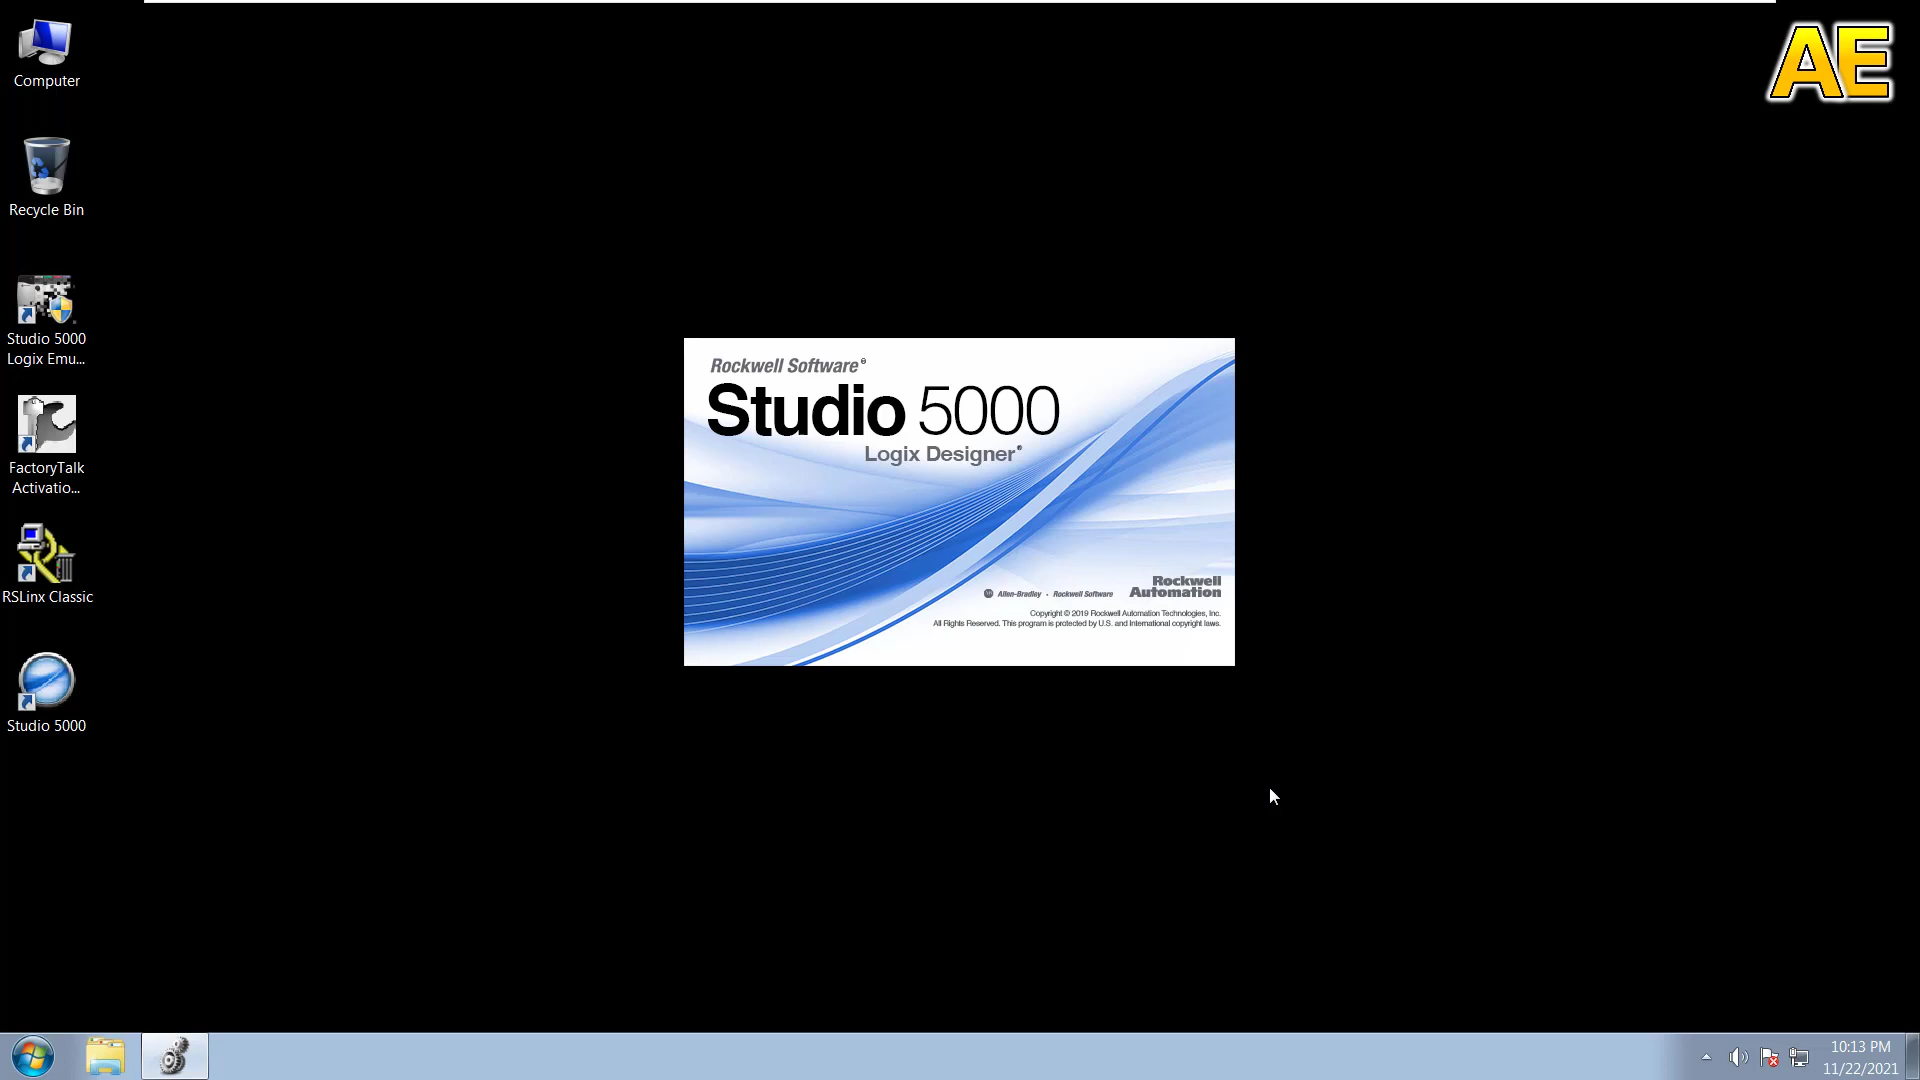 Computer
Recycle Bin
Studio 5000
Logix Emu...
FactoryTalk
Activatio...
RSLinx Classic
Studio 5000
AE
Rockwell Software®
Studio 5000
Logix Designer®
Allen-Bradley • Rockwell Software
Rockwell
Automation
Copyright © 2019 Rockwell Automation Technologies, Inc.
All Rights Reserved. This program is protected by U.S. and International copyright laws.
10:13 PM
11/22/2021